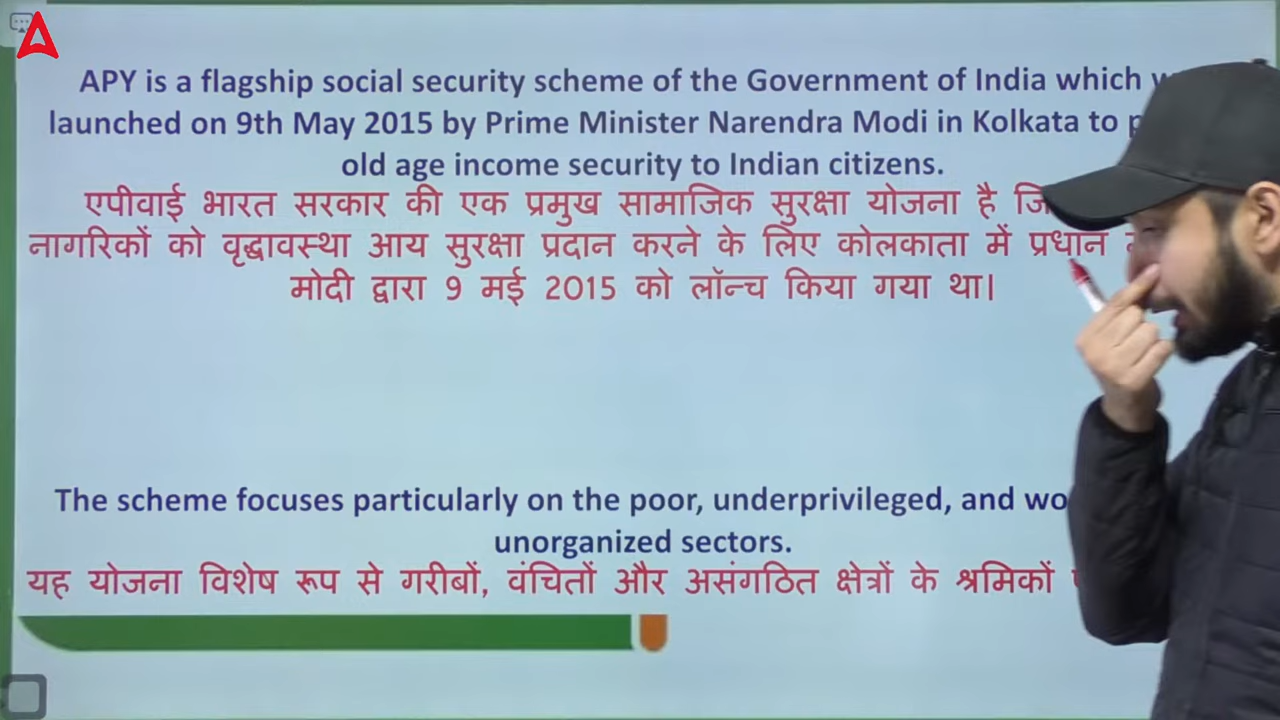 APY is a flagship social security scheme of the Government of India which
launched on 9th May 2015 by Prime Minister Narendra Modi in Kolkata to
old age income security to Indian citizens.
एपीवाई भारत सरकार की एक प्रमुख सामाजिक सुरक्षा योजना है
नागरिकों को वृद्धावस्था आय सुरक्षा प्रदान करने के लिए कोलकाता में प्रधान
मोदी द्वारा 9 मई 2015 को लॉन्च किया गया था।
The scheme focuses particularly on the poor, underprivileged, and
unorganized sectors.
यह योजना विशेष रूप से गरीबों, वंचितों और असंगठित क्षेत्रों के श्रमिकों